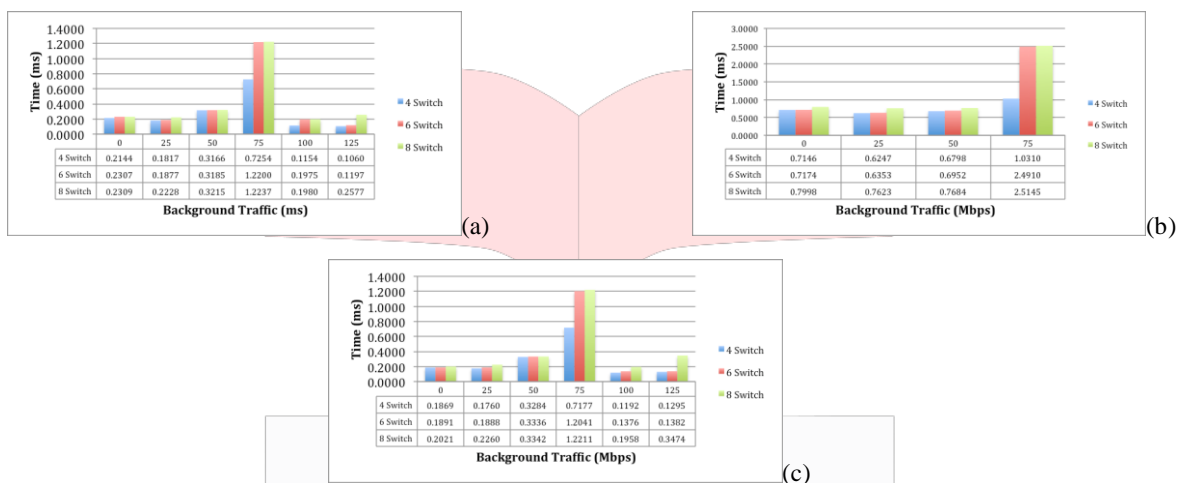 1.4000
1.2000
1.0000
0.8000
0.6000
0.4000
0.2000
0.0000
Time (ms)
4 Switch
6 Switch
8 Switch
0 25 50 75 100 125
4 Switch 0.2144 0.1817 0.3166 0.7254 0.1154 0.1060
6 Switch 0.2307 0.1877 0.3185 1.2200 0.1975 0.1197
8 Switch 0.2309 0.2228 0.3215 1.2237 0.1980 0.2577
Background Traffic (ms)
(a)
3.0000
2.5000
2.0000
1.5000
1.0000
0.5000
0.0000
Time (ms)
4 Switch
6 Switch
8 Switch
0 25 50 75
4 Switch 0.7146 0.6247 0.6798 1.0310
6 Switch 0.7174 0.6353 0.6952 2.4910
8 Switch 0.7998 0.7623 0.7684 2.5145
Background Traffic (Mbps)
(b)
1.4000
1.2000
1.0000
0.8000
0.6000
0.4000
0.2000
0.0000
Time (ms)
4 Switch
6 Switch
8 Switch
0 25 50 75 100 125
4 Switch 0.1869 0.1760 0.3284 0.7177 0.1192 0.1295
6 Switch 0.1891 0.1888 0.3336 1.2041 0.1376 0.1382
8 Switch 0.2021 0.2260 0.3342 1.2211 0.1958 0.3474
Background Traffic (Mbps)
(c)